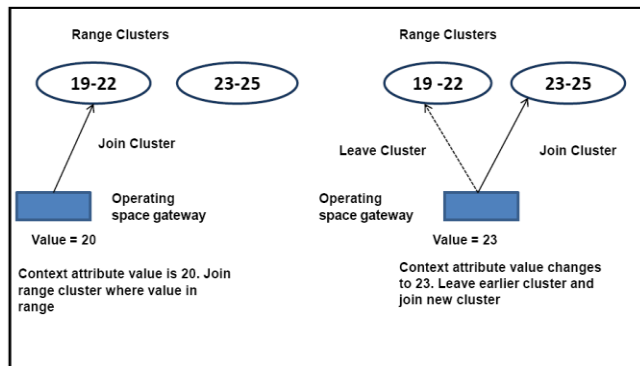 Range Clusters
19-22
23-25
Join Cluster
Operating
space gateway
Value = 20
Context attribute value is 20. Join
range cluster where value in
range
Range Clusters
19 -22
23-25
Leave Cluster
Join Cluster
Operating
space gateway
Value = 23
Context attribute value changes
to 23. Leave earlier cluster and
join new cluster